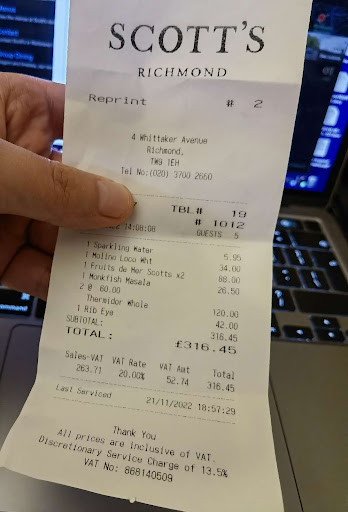 SCOTT'S
RICHMOND
Reprint # 2
4 Whittaker Avenue
Richmond,
TW9 1EH
Tel No:(020) 3700 2660
TBL# 19
# 1012
14:08:08 GUESTS 5
1 Sparkling Water 5.95
1 Molino Loco Wht 34.00
1 Fruits de Mer Scotts x2 88.00
1 Monkfish Masala 26.50
2 @ 60.00
Thermidor Whole 120.00
1 Rib Eye 42.00
SUBTOTAL: 316.45
TOTAL: £316.45
Sales-VAT VAT Rate VAT Amt Total
263.71 20.00% 52.74 316.45
Last Serviced 21/11/2022 18:57:29
Thank You
All prices are inclusive of VAT.
Discretionary Service Charge of 13.5%
VAT No: 868140509
command